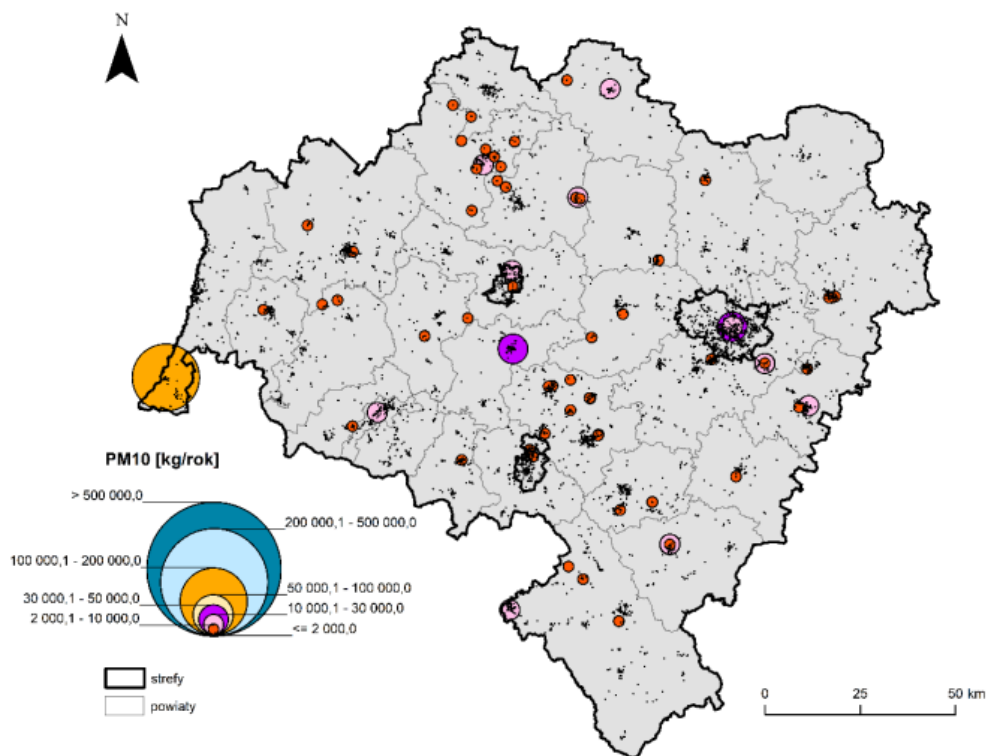 N
PM10 [kg/rok]
> 500 000,0
200 000,1 - 500 000,0
100 000,1 - 200 000,0
50 000,1 - 100 000,0
30 000,1 - 50 000,0
10 000,1 - 30 000,0
2 000,1 - 10 000,0
<= 2 000,0
strefy
powiaty
0 25 50 km